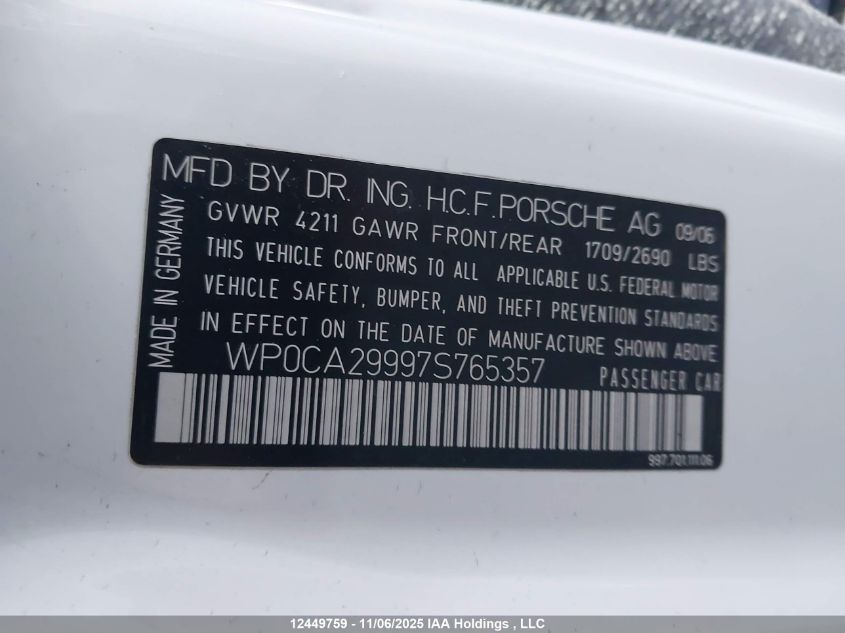 MFD BY DR. ING. H.C.F. PORSCHE AG 09/06
GVWR 4211 GAWR FRONT/REAR 1709/2690 LBS
THIS VEHICLE CONFORMS TO ALL APPLICABLE U.S. FEDERAL MOTOR
VEHICLE SAFETY, BUMPER, AND THEFT PREVENTION STANDARDS
IN EFFECT ON THE DATE OF MANUFACTURE SHOWN ABOVE
WP0CA29997S765357 PASSENGER CAR
MADE IN GERMANY
997.701.111.06
12449759 - 11/06/2025 IAA Holdings , LLC